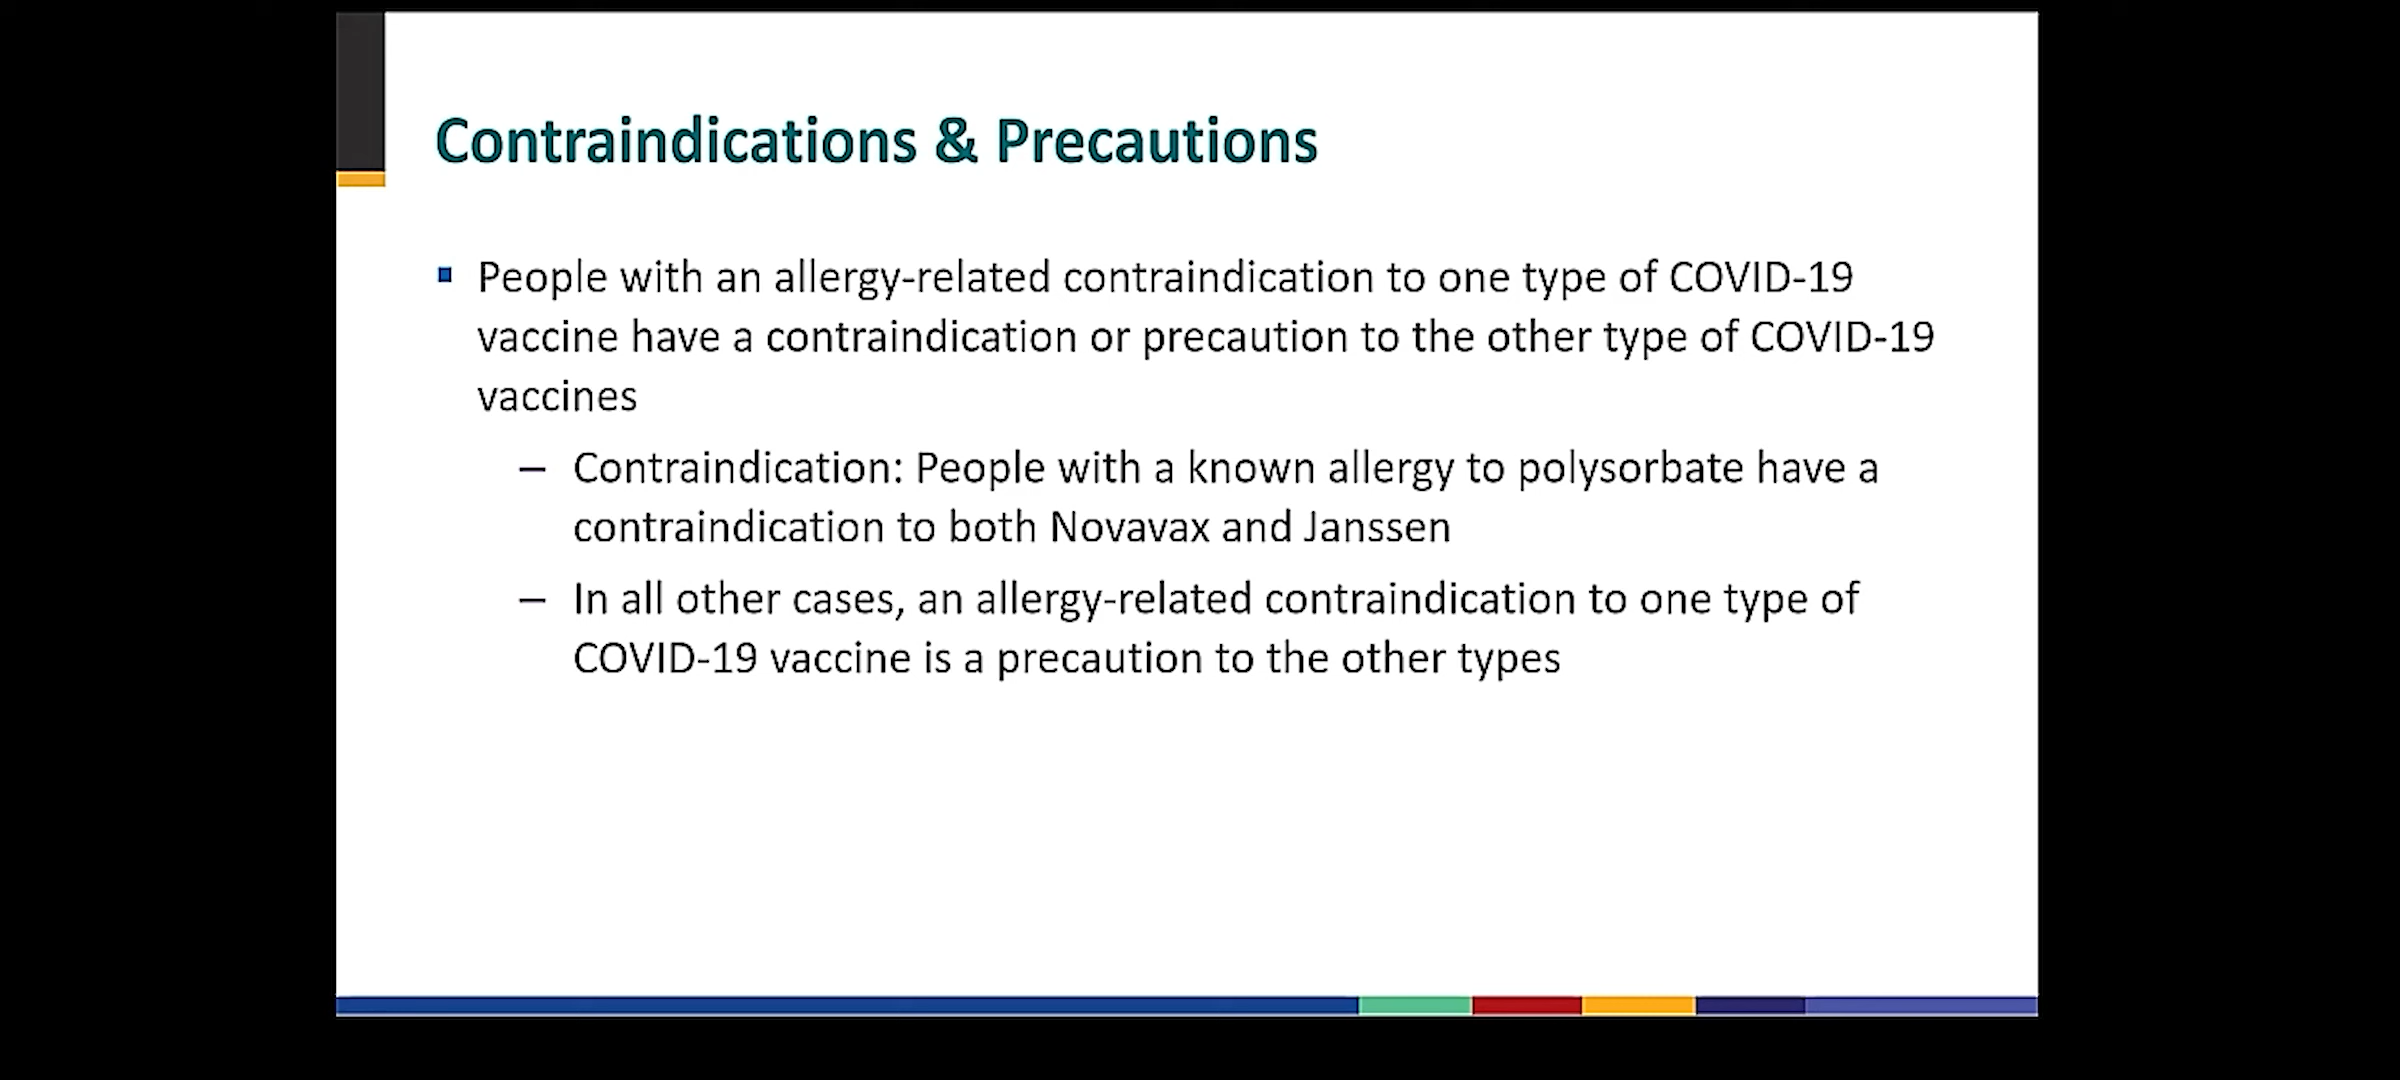 Contraindications & Precautions
▪ People with an allergy-related contraindication to one type of COVID-19
vaccine have a contraindication or precaution to the other type of COVID-19
vaccines
– Contraindication: People with a known allergy to polysorbate have a
contraindication to both Novavax and Janssen
– In all other cases, an allergy-related contraindication to one type of
COVID-19 vaccine is a precaution to the other types